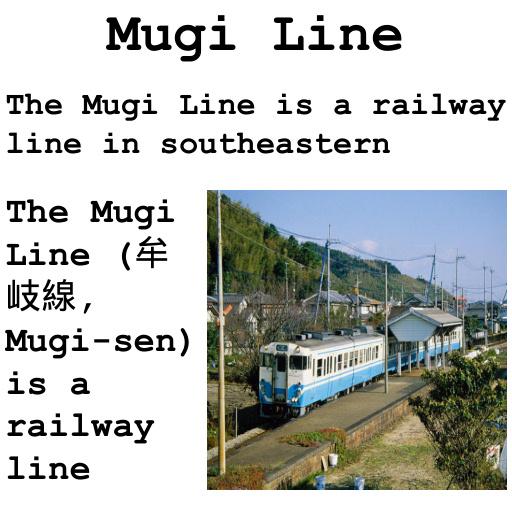 Mugi Line
The Mugi Line is a railway
line in southeastern
The Mugi
Line (牟
岐線,
Mugi-sen)
is a
railway
line